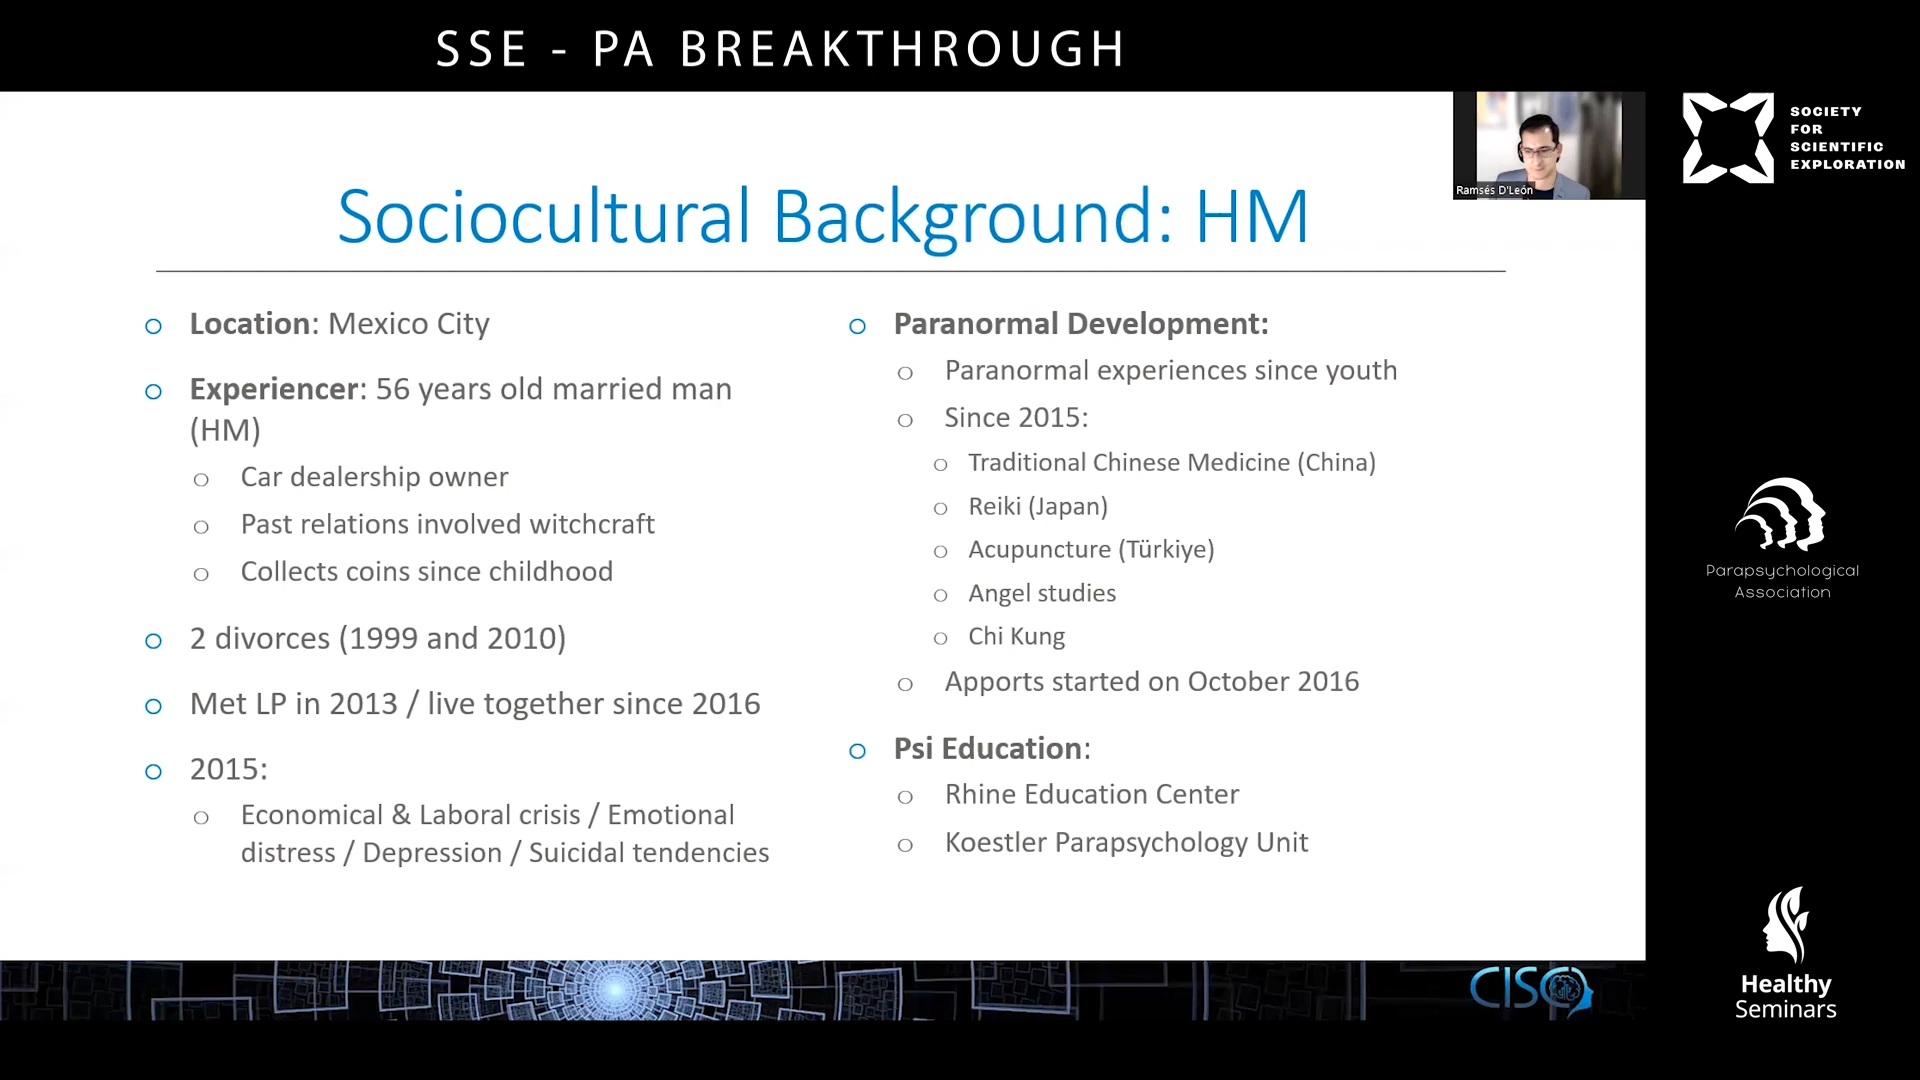 SSE - PA BREAKTHROUGH
Ramsés D'León
SOCIETY
FOR
SCIENTIFIC
EXPLORATION
Sociocultural Background: HM
Location: Mexico City
Experiencer: 56 years old married man
(HM)
Car dealership owner
Past relations involved witchcraft
Collects coins since childhood
2 divorces (1999 and 2010)
Met LP in 2013 / live together since 2016
2015:
Economical & Laboral crisis / Emotional
distress / Depression / Suicidal tendencies
Paranormal Development:
Paranormal experiences since youth
Since 2015:
Traditional Chinese Medicine (China)
Reiki (Japan)
Acupuncture (Türkiye)
Angel studies
Chi Kung
Apports started on October 2016
Psi Education:
Rhine Education Center
Koestler Parapsychology Unit
Parapsychological
Association
CISC
Healthy
Seminars